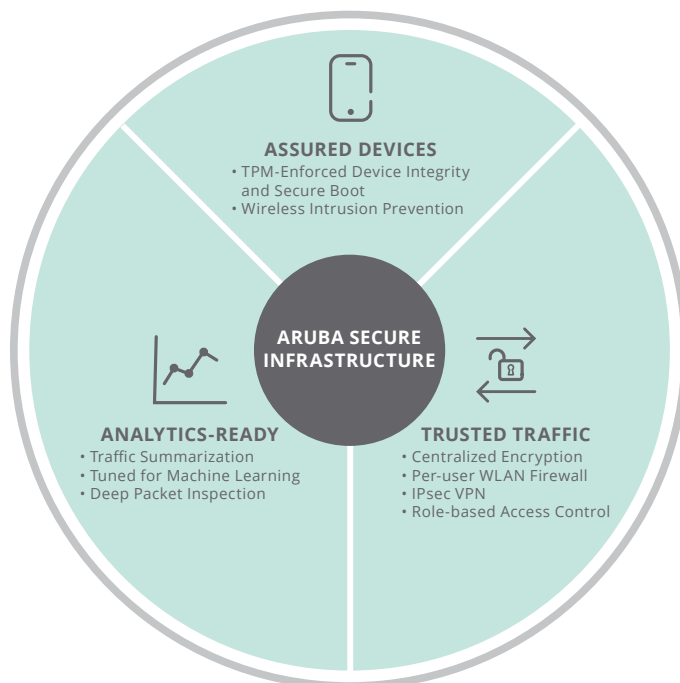 ASSURED DEVICES
• TPM-Enforced Device Integrity
and Secure Boot
• Wireless Intrusion Prevention
ARUBA SECURE
INFRASTRUCTURE
ANALYTICS-READY
• Traffic Summarization
• Tuned for Machine Learning
• Deep Packet Inspection
TRUSTED TRAFFIC
• Centralized Encryption
• Per-user WLAN Firewall
• IPsec VPN
• Role-based Access Control